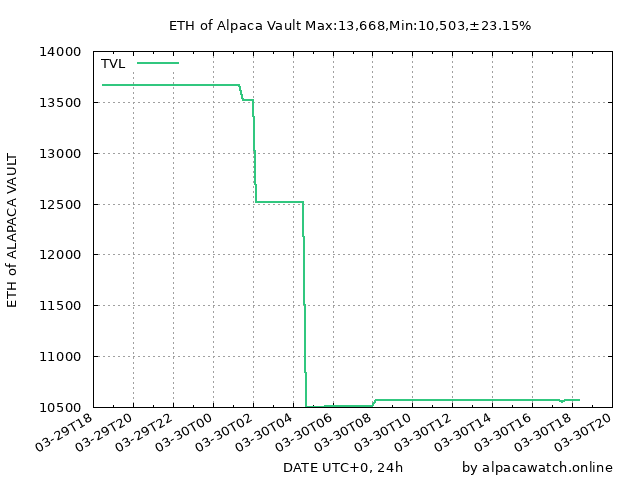 ETH of Alpaca Vault Max:13,668,Min:10,503,±23.15%
TVL
14000
13500
13000
12500
12000
11500
11000
10500
ETH of ALAPACA VAULT
03-29T18
03-29T20
03-29T22
03-30T00
03-30T02
03-30T04
03-30T06
03-30T08
03-30T10
03-30T12
03-30T14
03-30T16
03-30T18
03-30T20
DATE UTC+0, 24h
by alpacawatch.online